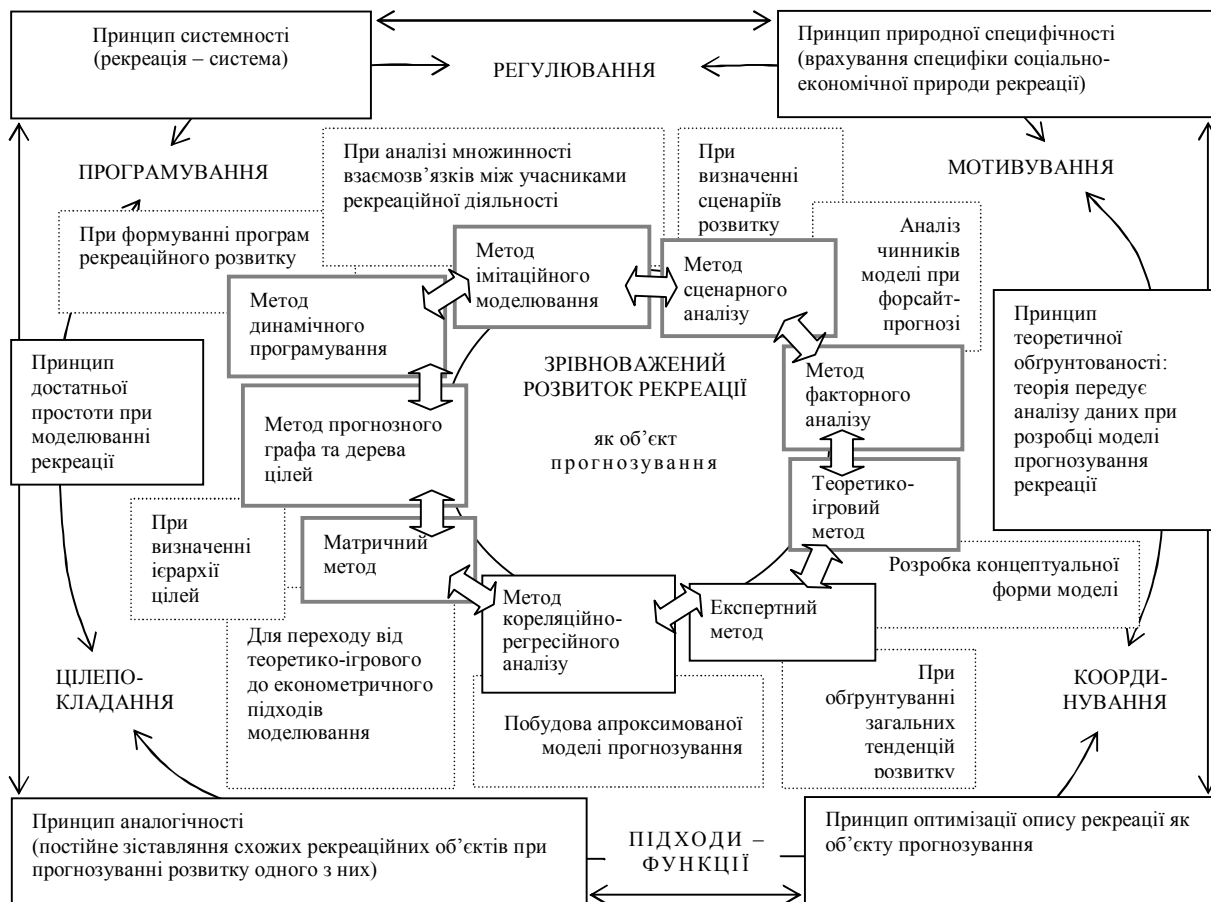 Принцип системності
(рекреація – система)
РЕГУЛЮВАННЯ
Принцип природної специфічності
(врахування специфіки соціально-
економічної природи рекреації)
ПРОГРАМУВАННЯ
При аналізі множинності
взаємозв’язків між учасниками
рекреаційної діяльності
При
визначенні
сценаріїв
розвитку
МОТИВУВАННЯ
При формуванні програм
рекреаційного розвитку
Аналіз
чинників
моделі при
форсайт-
прогнозі
Метод
імітаційного
моделювання
Метод
сценарного
аналізу
Метод
динамічного
програмування
Принцип
достатньої
простоти при
моделюванні
рекреації
ЗРІВНОВАЖЕНИЙ
РОЗВИТОК РЕКРЕАЦІЇ
як об’єкт
прогнозування
Метод
факторного
аналізу
Принцип
теоретичної
обґрунтованості:
теорія передує
аналізу даних при
розробці моделі
прогнозування
рекреації
Метод прогнозного
графа та дерева
цілей
Теоретико-
ігровий
метод
При
визначенні
ієрархії
цілей
Матричний
метод
Розробка концептуальної
форми моделі
Метод
кореляційно-
регресійного
аналізу
Експертний
метод
ЦІЛЕПО-
КЛАДАННЯ
Для переходу від
теоретико-ігрового
до економетричного
підходів
моделювання
Побудова апроксимованої
моделі прогнозування
При
обґрунтуванні
загальних
тенденцій
розвитку
КООРДИ-
НУВАННЯ
Принцип аналогічності
(постійне зіставляння схожих рекреаційних об’єктів при
прогнозуванні розвитку одного з них)
ПІДХОДИ –
ФУНКЦІЇ
Принцип оптимізації опису рекреації як
об’єкту прогнозування